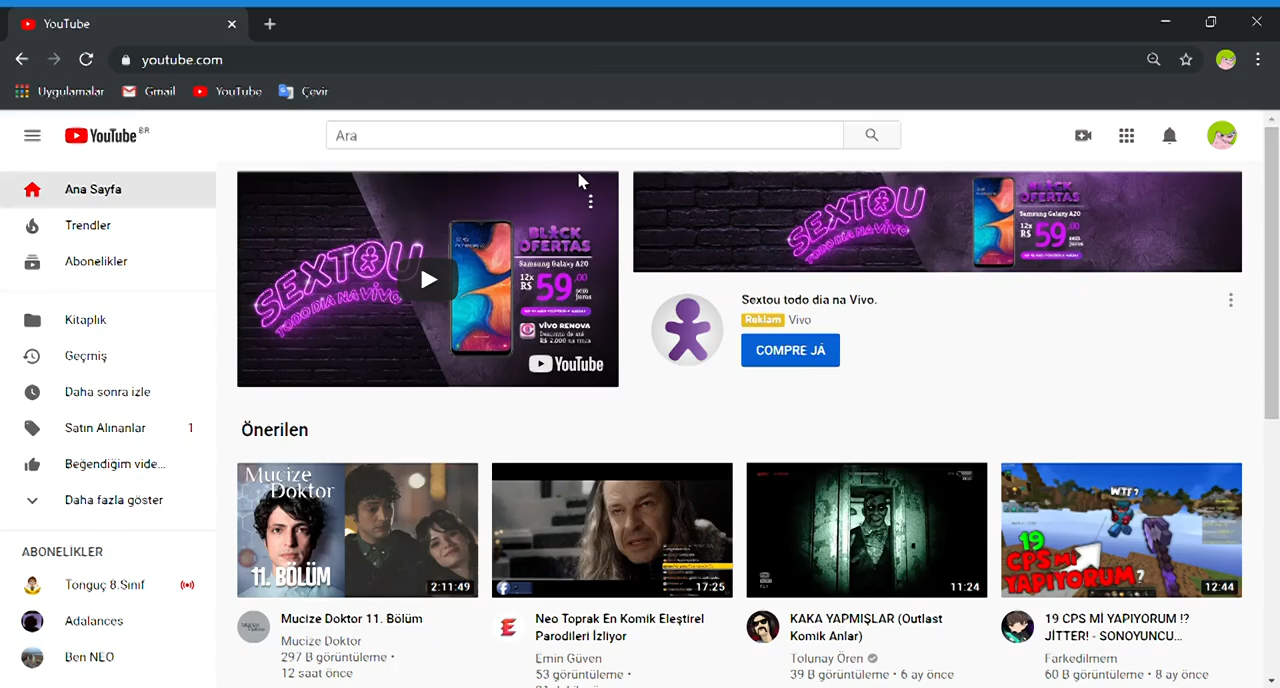 YouTube
youtube.com
Uygulamalar Gmail YouTube Çevir
YouTube BR
Ara
Ana Sayfa
Trendler
Abonelikler
Kitaplık
Geçmiş
Daha sonra izle
Satın Alınanlar 1
Beğendiğim vide...
Daha fazla göster
ABONELİKLER
Tonguç 8.Sınıf
Adalances
Ben NEO
SEXTOU
TODO DIA NA VIVO
BLACK
OFERTAS
Samsung Galaxy A20
12x
R$ 59,00
sem
juros
VIVO RENOVA
YouTube
SEXTOU
TODO DIA NA VIVO
BLACK
OFERTAS
Samsung Galaxy A20
12x
R$ 59,00
sem
juros
Sextou todo dia na Vivo.
Reklam Vivo
COMPRE JÁ
Önerilen
Mucize
Doktor
11. BÖLÜM
2:11:49
Mucize Doktor 11. Bölüm
Mucize Doktor
297 B görüntüleme •
12 saat önce
17:25
Neo Toprak En Komik Eleştirel
Parodileri İzliyor
Emin Güven
53 görüntüleme •
11:24
KAKA YAPMIŞLAR (Outlast
Komik Anlar)
Tolunay Ören
39 B görüntüleme • 6 ay önce
WTF?
19
CPS Mİ
YAPIYORUM?
12:44
19 CPS Mİ YAPIYORUM !?
JİTTER! - SONOYUNCU...
Farkedilmem
60 B görüntüleme • 8 ay önce